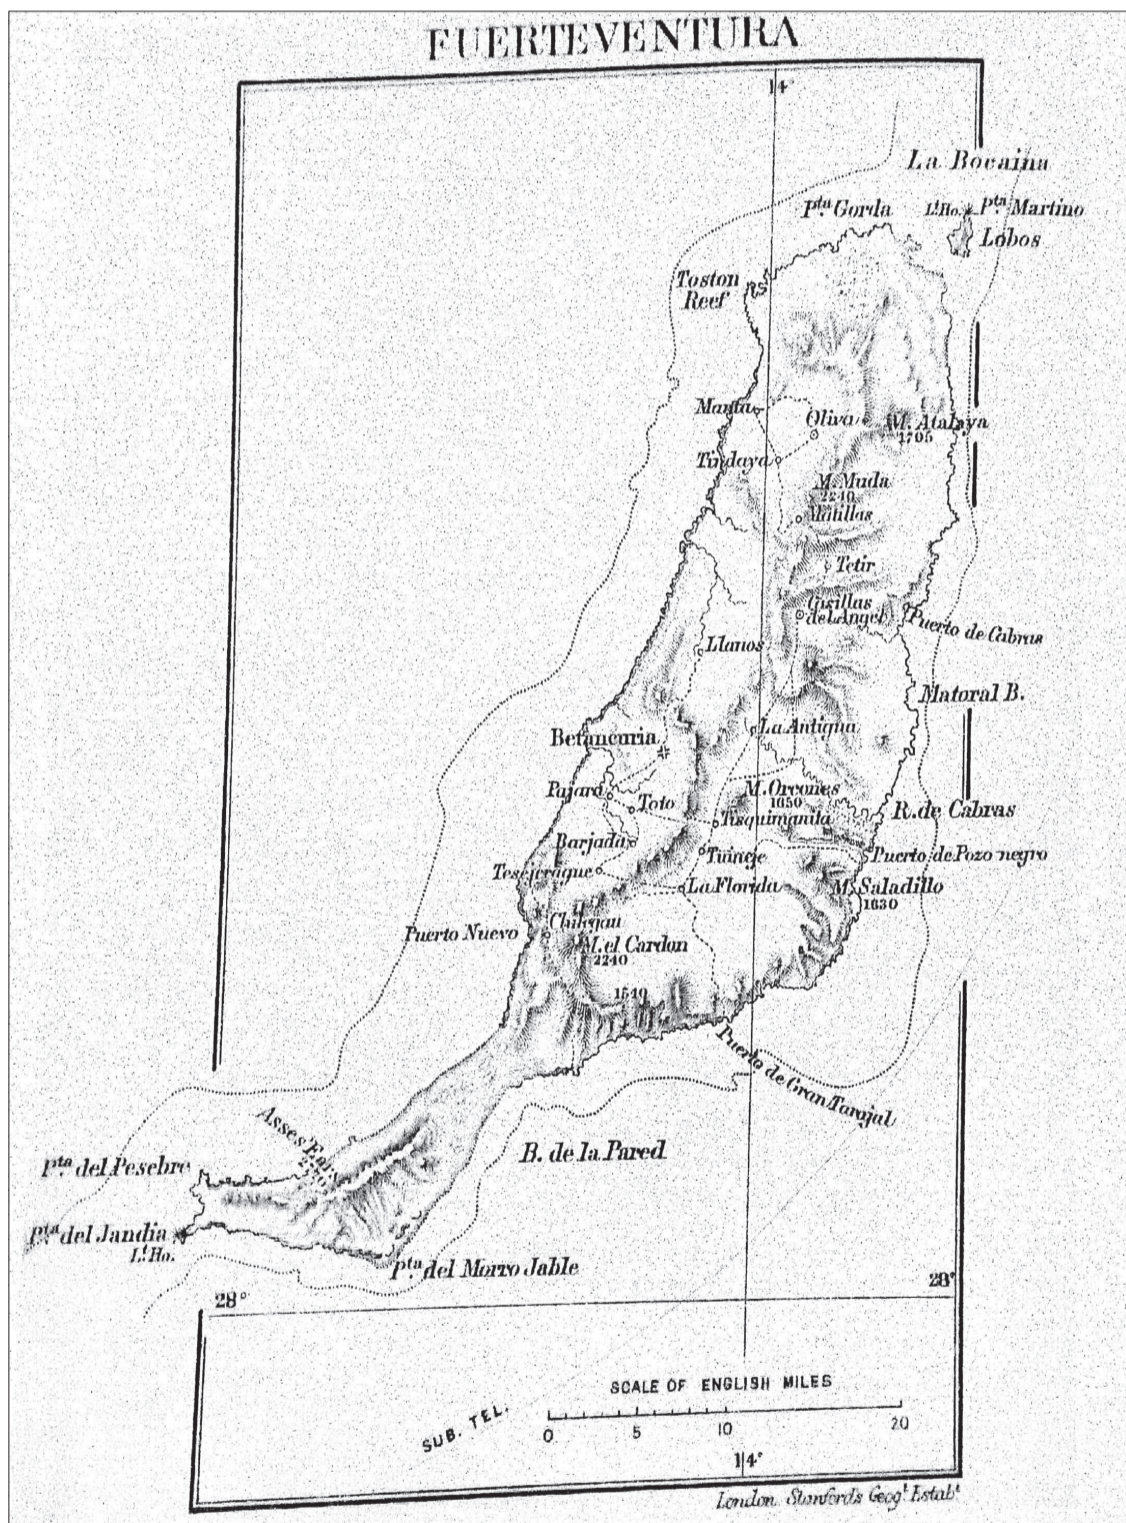 FUERTEVENTURA
14°
La Bocaina
Pta. Gorda
Lt. Ho.
Pta. Martino
Lobos
Toston
Reef
Manta
Oliva
M. Atalaya
1705
Tindaya
M. Muda
2240
Matillas
Tetir
Casillas
del Angel
Puerto de Cabras
Llanos
Matoral B.
La Antigua
Betancuria
Pajara
Toto
M. Orcones
1650
R. de Cabras
Tisquimanita
Barjada
Tuineje
Puerto de Pozo negro
Tesejerague
La Florida
M. Saladillo
1630
Puerto Nuevo
Chilegau
M. el Cardon
2240
1540
Puerto de Gran Tarajal
Asses' Ears
B. de la Pared
Pta. del Pesebre
Pta. del Jandia
Lt. Ho.
Pta. del Morro Jable
28°
28°
SCALE OF ENGLISH MILES
SUB. TEL.
0 5 10 20
14°
London. Stanford's Geogl. Estabt.